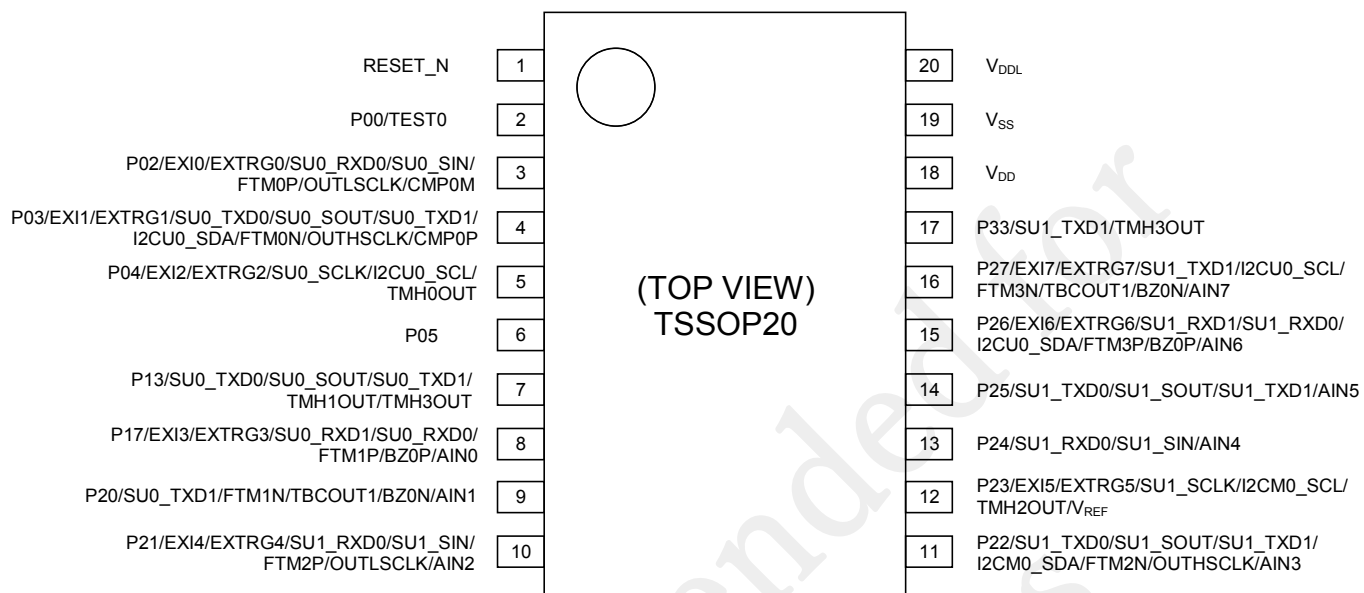 RESET_N
1
P00/TEST0
2
P02/EXI0/EXTRG0/SU0_RXD0/SU0_SIN/
FTM0P/OUTLSCLK/CMP0M
3
P03/EXI1/EXTRG1/SU0_TXD0/SU0_SOUT/SU0_TXD1/
I2CU0_SDA/FTM0N/OUTHSCLK/CMP0P
4
P04/EXI2/EXTRG2/SU0_SCLK/I2CU0_SCL/
TMH0OUT
5
P05
6
P13/SU0_TXD0/SU0_SOUT/SU0_TXD1/
TMH1OUT/TMH3OUT
7
P17/EXI3/EXTRG3/SU0_RXD1/SU0_RXD0/
FTM1P/BZ0P/AIN0
8
P20/SU0_TXD1/FTM1N/TBCOUT1/BZ0N/AIN1
9
P21/EXI4/EXTRG4/SU1_RXD0/SU1_SIN/
FTM2P/OUTLSCLK/AIN2
10
(TOP VIEW)
TSSOP20
20
VDDL
19
VSS
18
VDD
17
P33/SU1_TXD1/TMH3OUT
16
P27/EXI7/EXTRG7/SU1_TXD1/I2CU0_SCL/
FTM3N/TBCOUT1/BZ0N/AIN7
15
P26/EXI6/EXTRG6/SU1_RXD1/SU1_RXD0/
I2CU0_SDA/FTM3P/BZ0P/AIN6
14
P25/SU1_TXD0/SU1_SOUT/SU1_TXD1/AIN5
13
P24/SU1_RXD0/SU1_SIN/AIN4
12
P23/EXI5/EXTRG5/SU1_SCLK/I2CM0_SCL/
TMH2OUT/VREF
11
P22/SU1_TXD0/SU1_SOUT/SU1_TXD1/
I2CM0_SDA/FTM2N/OUTHSCLK/AIN3
for